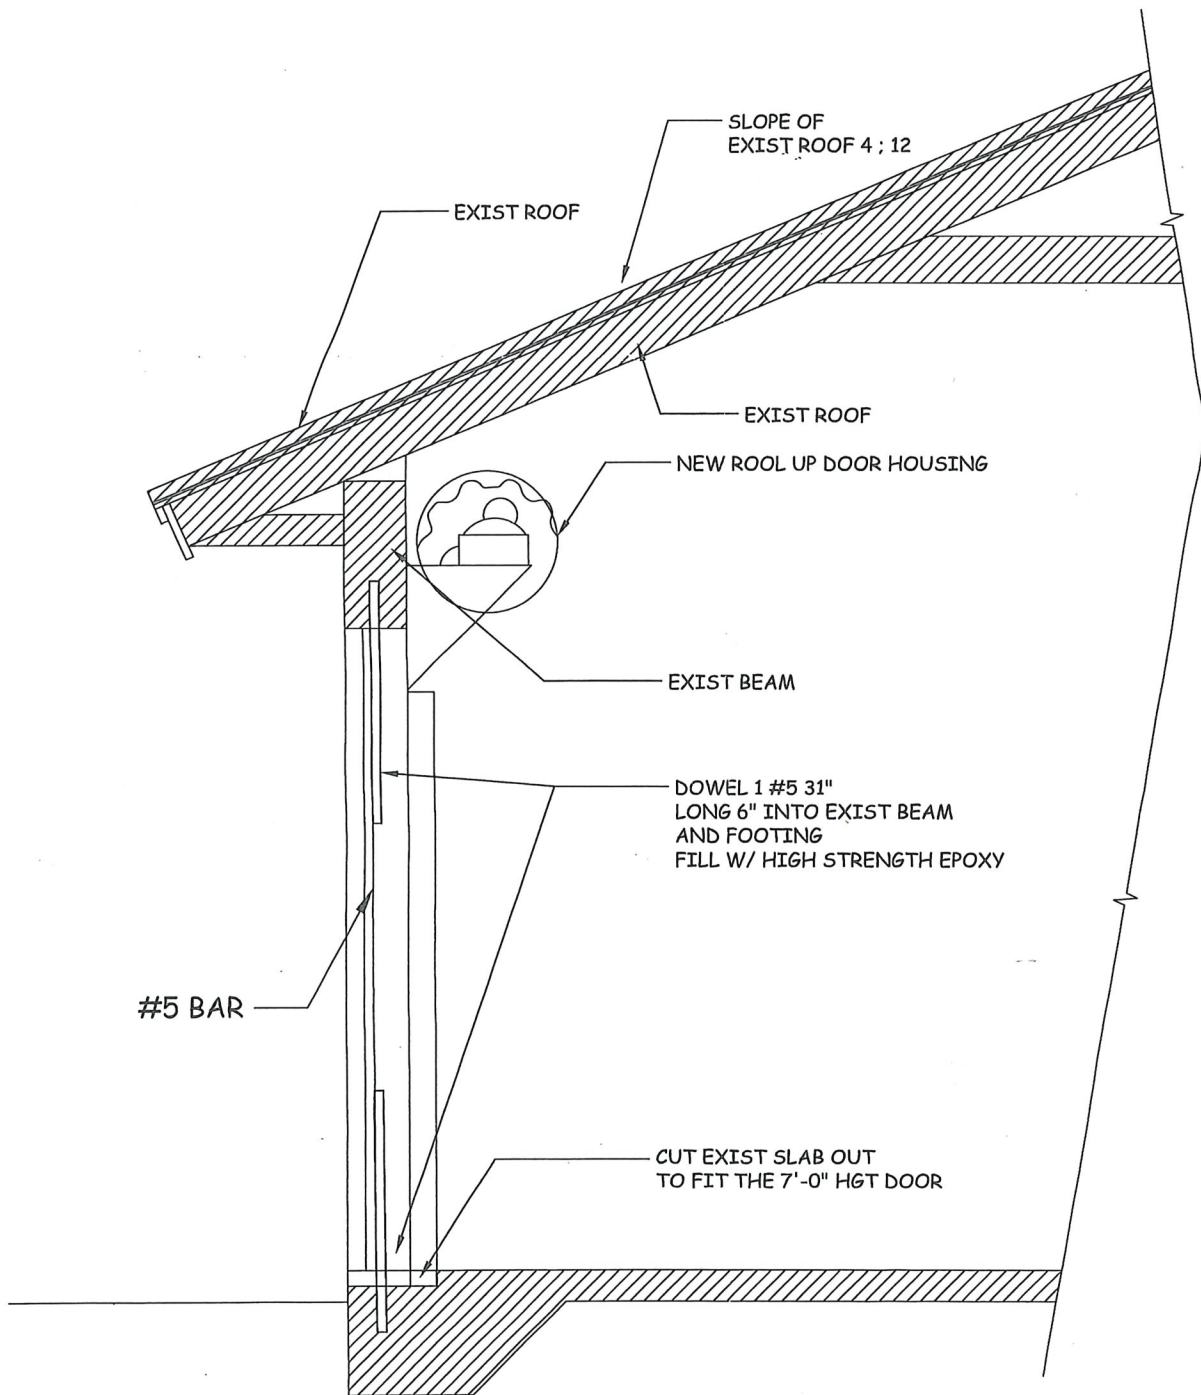 SLOPE OF
EXIST ROOF 4 ; 12
EXIST ROOF
EXIST ROOF
NEW ROOL UP DOOR HOUSING
EXIST BEAM
DOWEL 1 #5 31"
LONG 6" INTO EXIST BEAM
AND FOOTING
FILL W/ HIGH STRENGTH EPOXY
#5 BAR
CUT EXIST SLAB OUT
TO FIT THE 7'-0" HGT DOOR